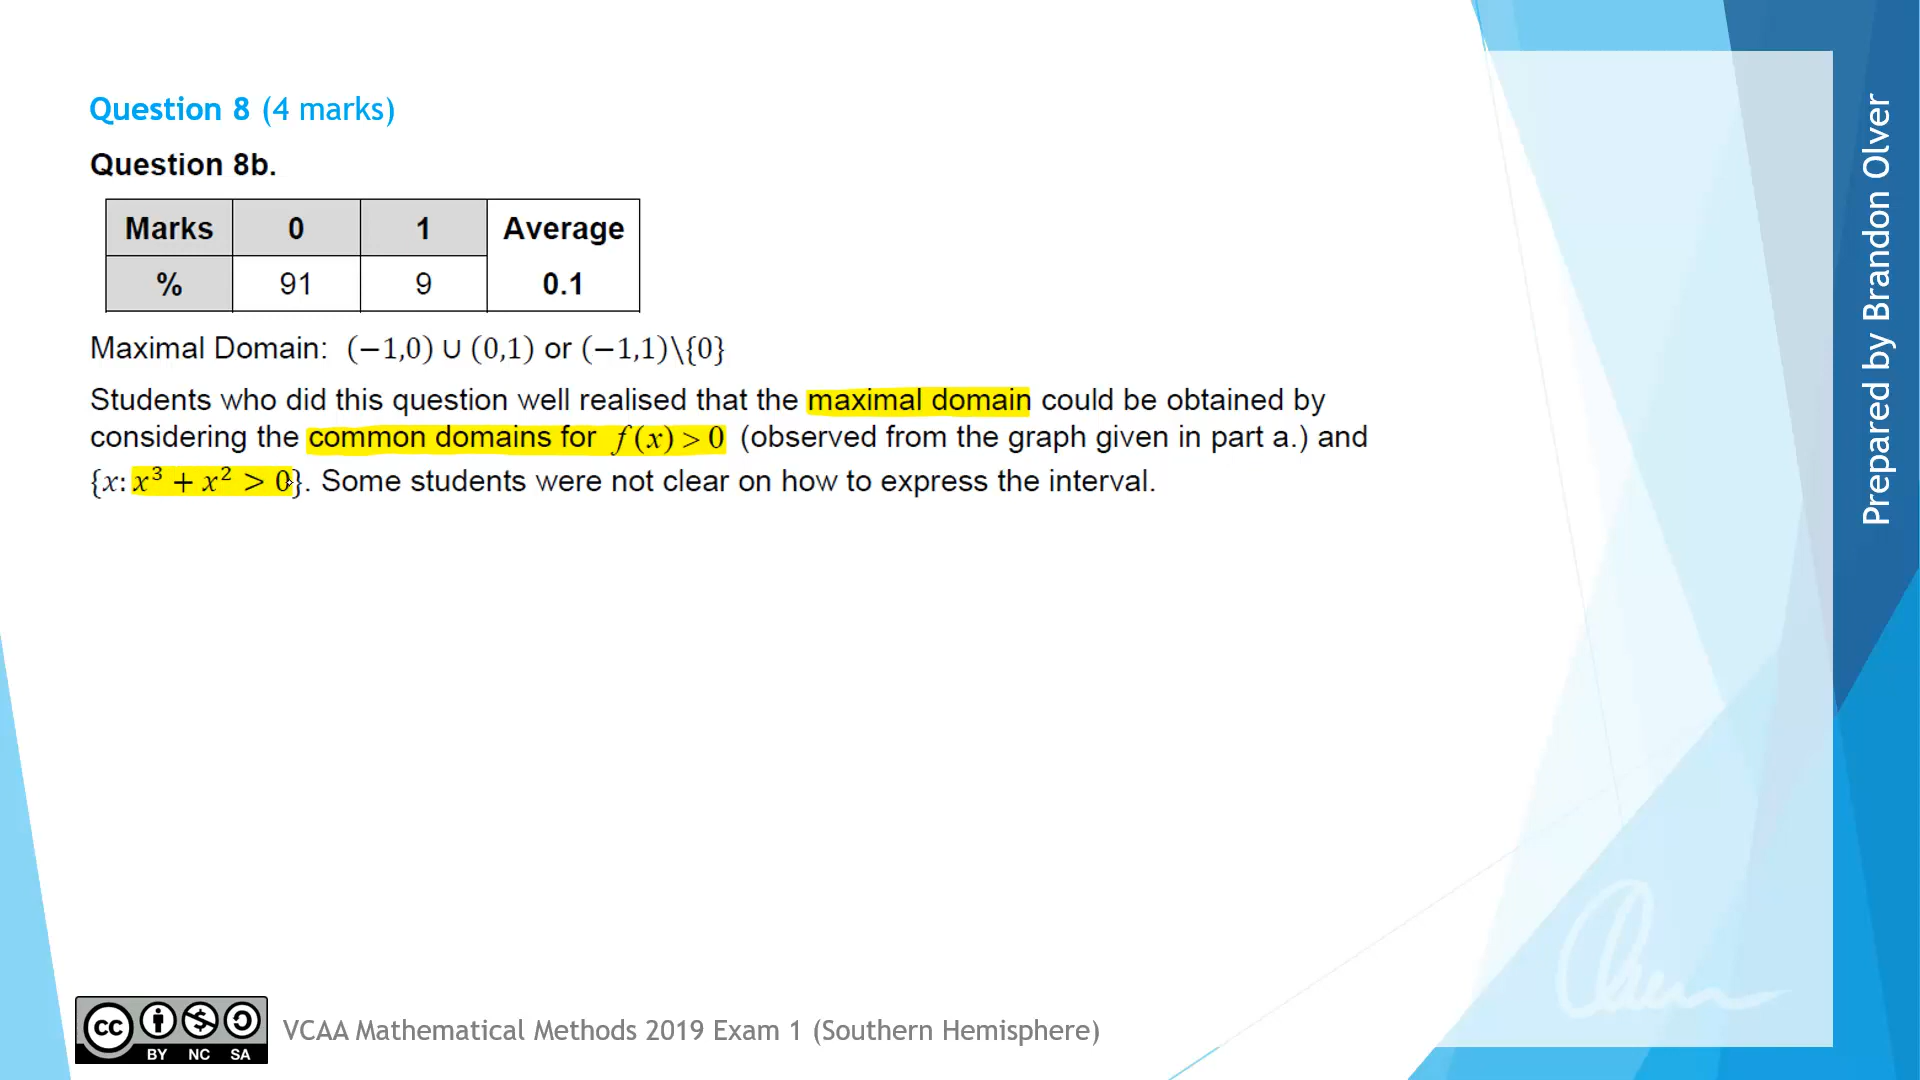 Question 8 (4 marks)
Question 8b.
Marks 0 1 Average
% 91 9 0.1
Maximal Domain: (−1,0) ∪ (0,1) or (−1,1)\{0}
Students who did this question well realised that the maximal domain could be obtained by
considering the common domains for f(x) > 0 (observed from the graph given in part a.) and
{x: x³ + x² > 0}. Some students were not clear on how to express the interval.
Prepared by Brandon Olver
cc
BY NC SA
VCAA Mathematical Methods 2019 Exam 1 (Southern Hemisphere)